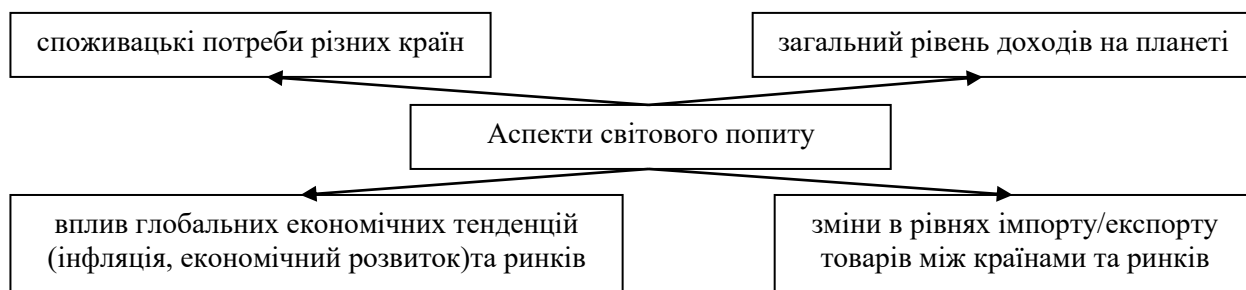 споживацькі потреби різних країн
загальний рівень доходів на планеті
Аспекти світового попиту
вплив глобальних економічних тенденцій
(інфляція, економічний розвиток)та ринків
зміни в рівнях імпорту/експорту
товарів між країнами та ринків